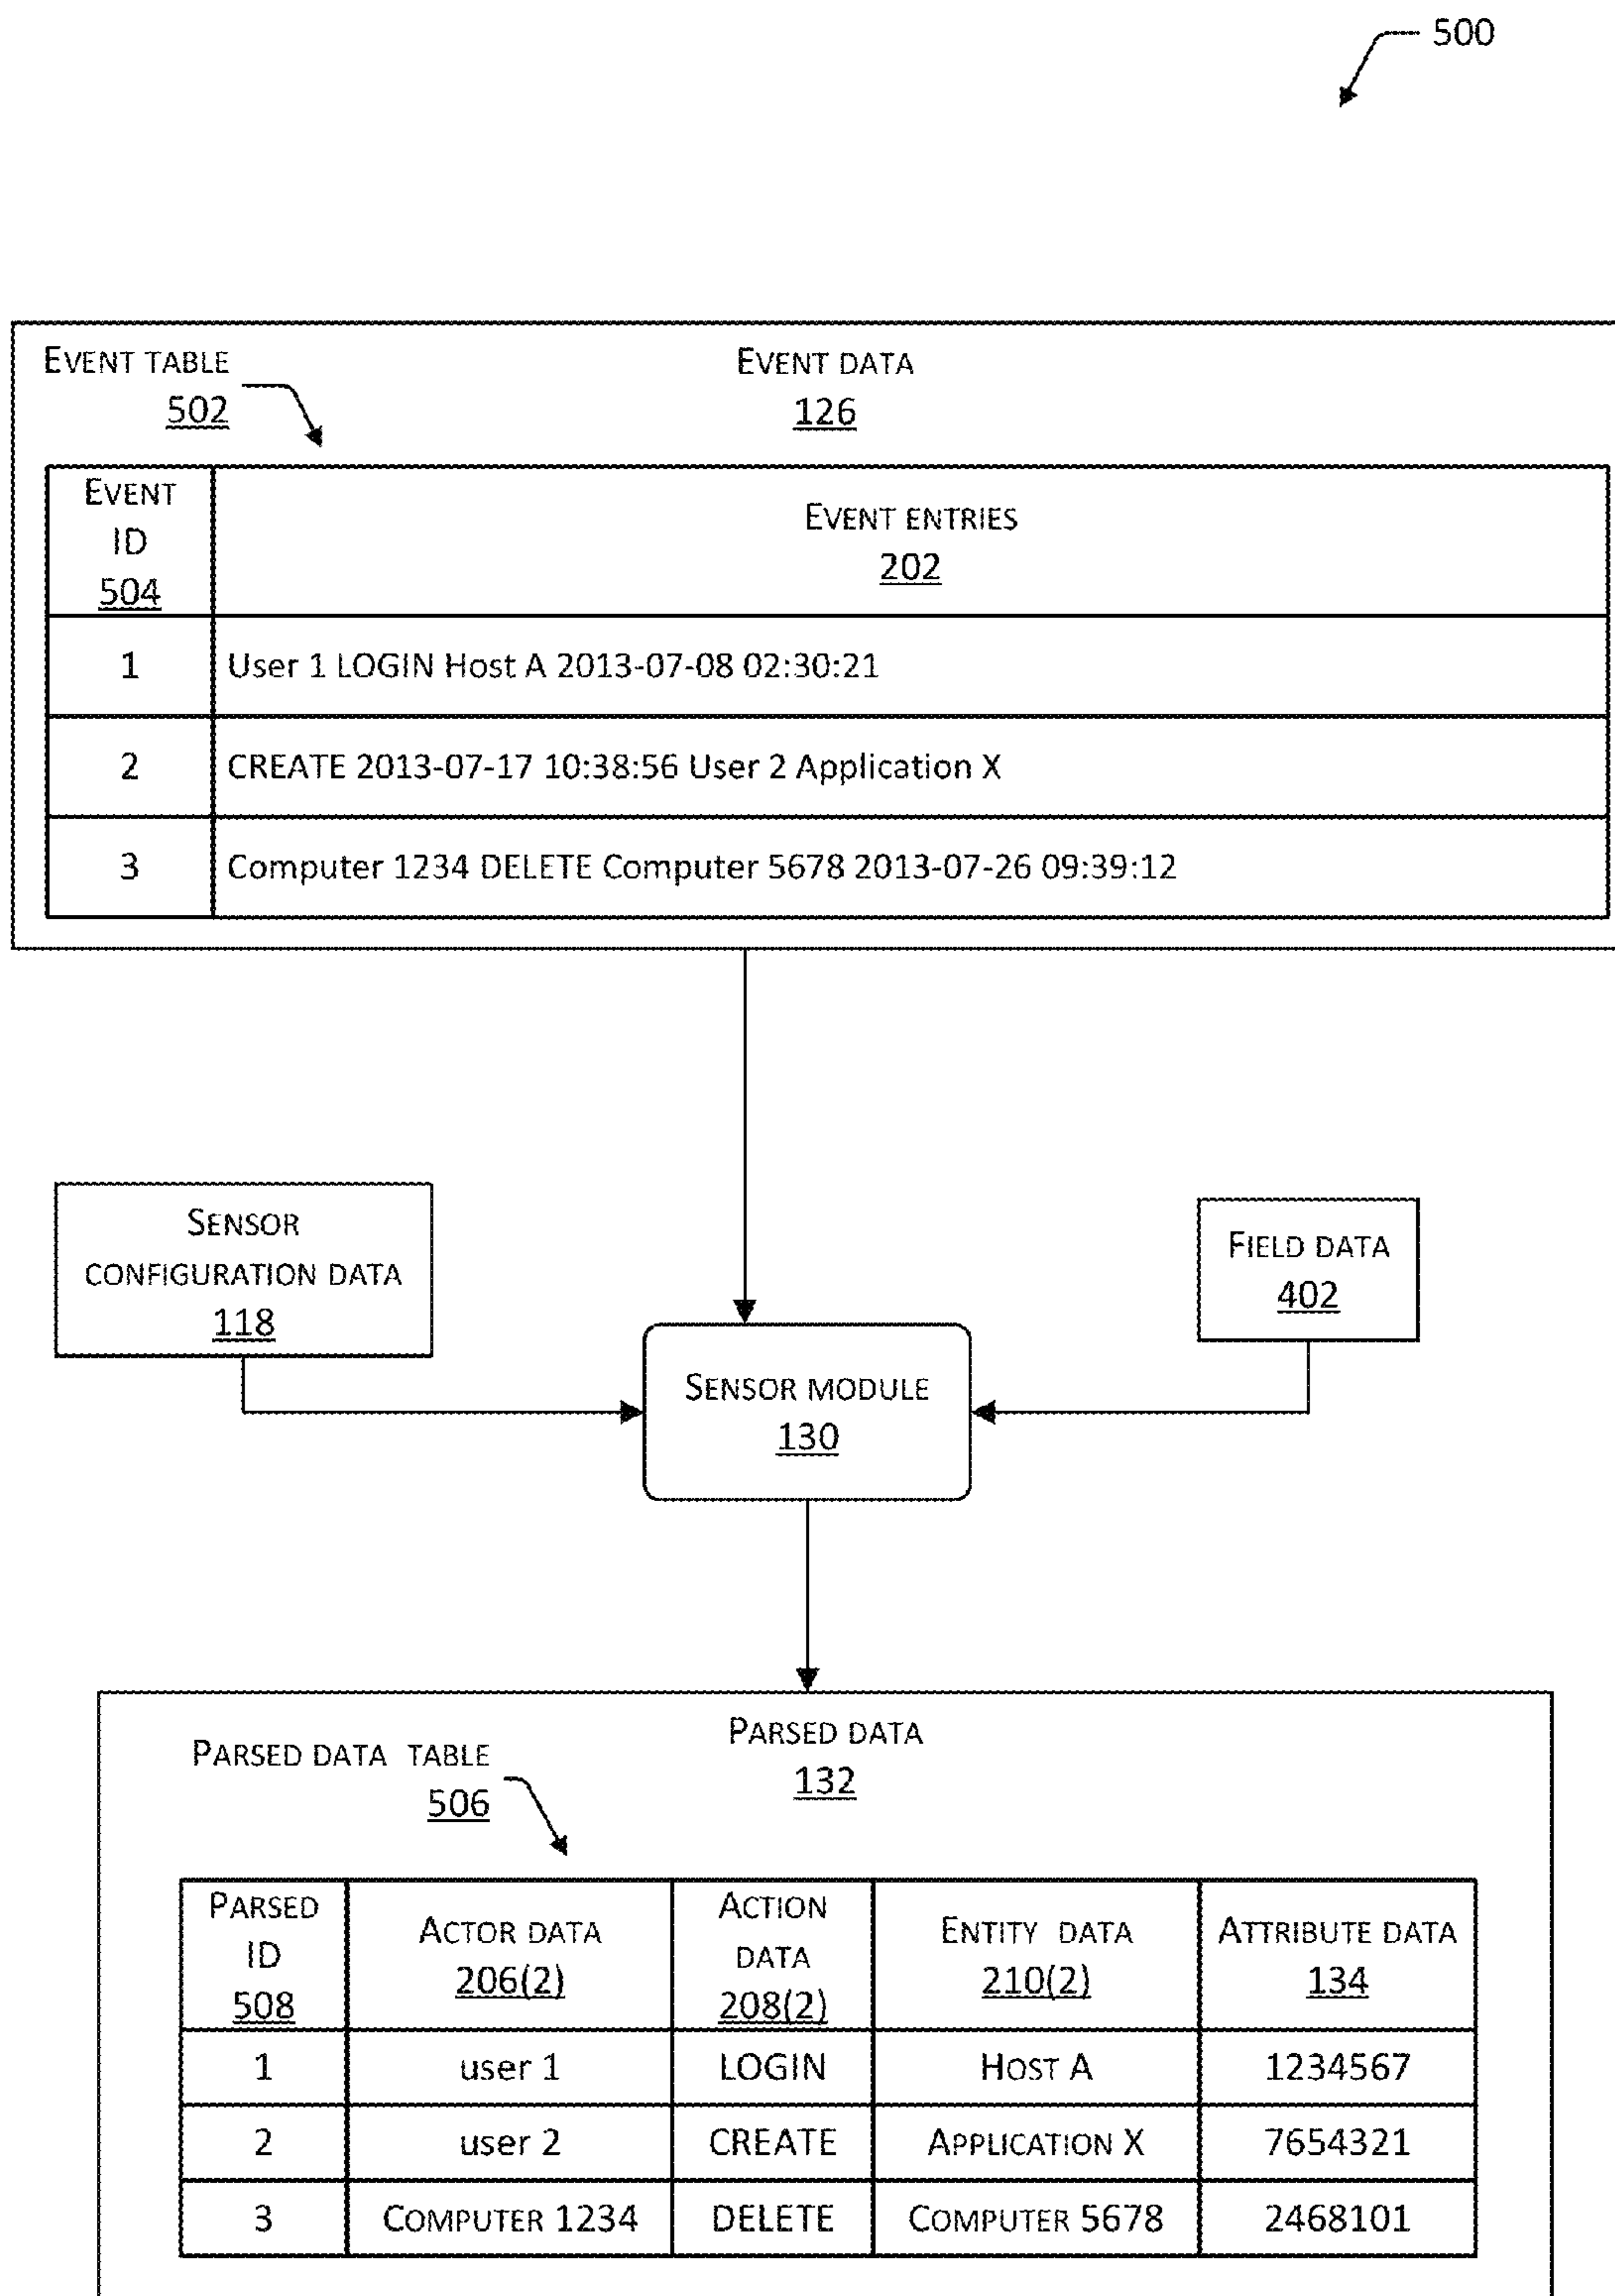 500
EVENT TABLE
502
EVENT DATA
126
EVENT
ID
504
EVENT ENTRIES
202
1
User 1 LOGIN Host A 2013-07-08 02:30:21
2
CREATE 2013-07-17 10:38:56 User 2 Application X
3
Computer 1234 DELETE Computer 5678 2013-07-26 09:39:12
SENSOR
CONFIGURATION DATA
118
FIELD DATA
402
SENSOR MODULE
130
PARSED DATA
132
PARSED DATA TABLE
506
PARSED
ID
508
ACTOR DATA
206(2)
ACTION
DATA
208(2)
ENTITY DATA
210(2)
ATTRIBUTE DATA
134
1
user 1
LOGIN
HOST A
1234567
2
user 2
CREATE
APPLICATION X
7654321
3
COMPUTER 1234
DELETE
COMPUTER 5678
2468101